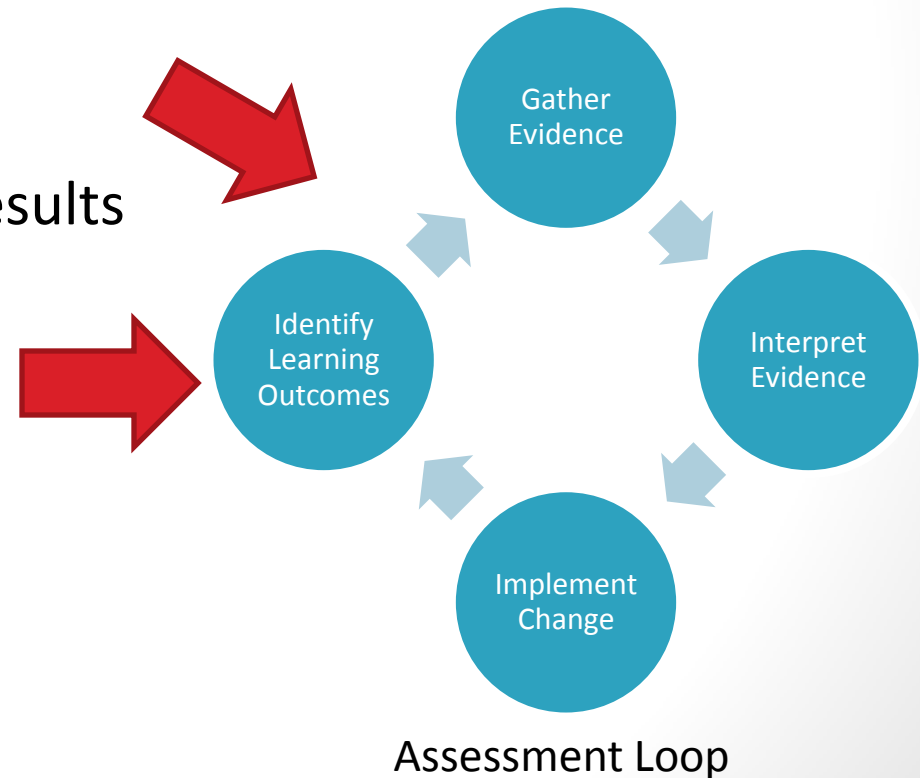 Gather
Evidence
esults
Identify
Learning
Outcomes
Interpret
Evidence
Implement
Change
Assessment Loop